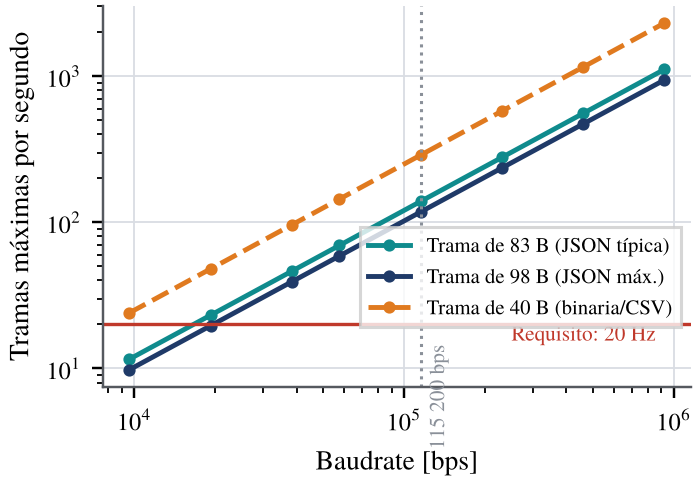 Tramas máximas por segundo
10³
10²
10¹
Trama de 83 B (JSON típica)
Trama de 98 B (JSON máx.)
Trama de 40 B (binaria/CSV)
Requisito: 20 Hz
115 200 bps
10⁴
10⁵
10⁶
Baudrate [bps]